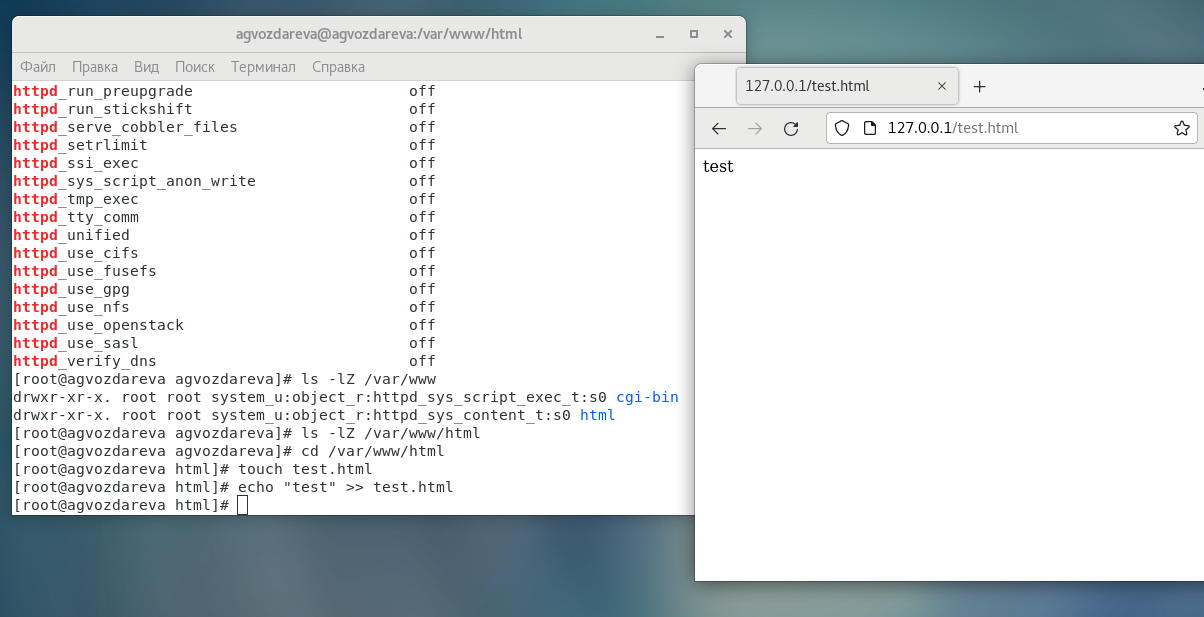 agvozdareva@agvozdareva:/var/www/html
Файл Правка Вид Поиск Терминал Справка
httpd_run_preupgrade off
httpd_run_stickshift off
httpd_serve_cobbler_files off
httpd_setrlimit off
httpd_ssi_exec off
httpd_sys_script_anon_write off
httpd_tmp_exec off
httpd_tty_comm off
httpd_unified off
httpd_use_cifs off
httpd_use_fusefs off
httpd_use_gpg off
httpd_use_nfs off
httpd_use_openstack off
httpd_use_sasl off
httpd_verify_dns off
[root@agvozdareva agvozdareva]# ls -lZ /var/www
drwxr-xr-x. root root system_u:object_r:httpd_sys_script_exec_t:s0 cgi-bin
drwxr-xr-x. root root system_u:object_r:httpd_sys_content_t:s0 html
[root@agvozdareva agvozdareva]# ls -lZ /var/www/html
[root@agvozdareva agvozdareva]# cd /var/www/html
[root@agvozdareva html]# touch test.html
[root@agvozdareva html]# echo "test" >> test.html
[root@agvozdareva html]#
127.0.0.1/test.html
127.0.0.1/test.html
test